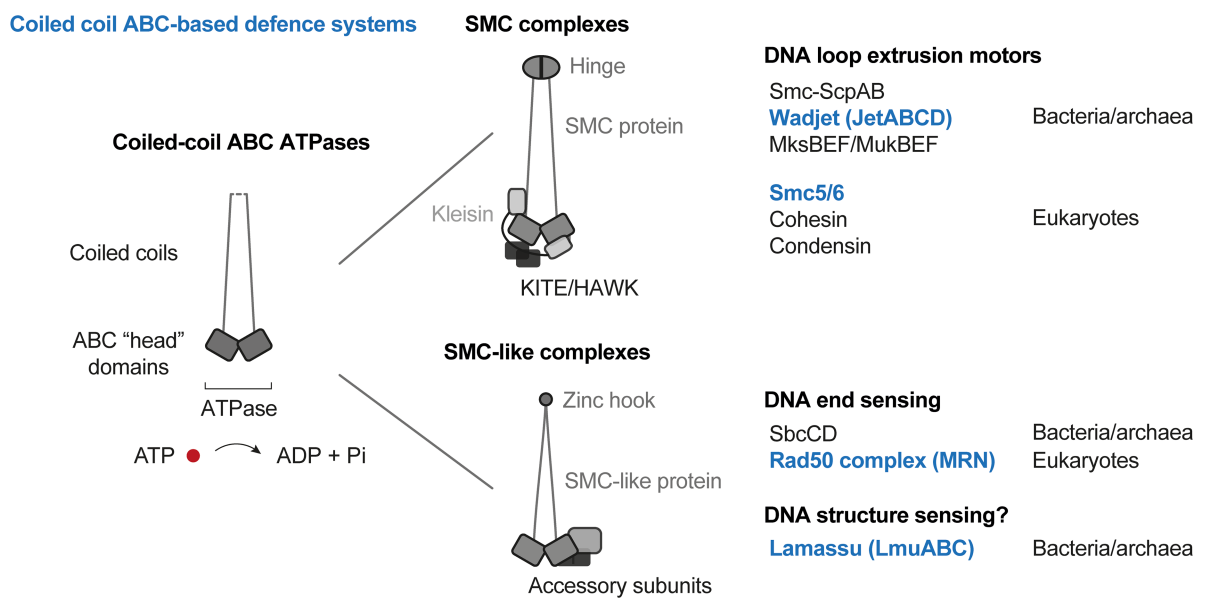 Coiled coil ABC-based defence systems
Coiled-coil ABC ATPases
Coiled coils
ABC “head”
domains
ATPase
ATP
ADP + Pi
SMC complexes
Hinge
SMC protein
Kleisin
KITE/HAWK
DNA loop extrusion motors
Smc-ScpAB
Wadjet (JetABCD)
Bacteria/archaea
MksBEF/MukBEF
Smc5/6
Cohesin
Eukaryotes
Condensin
SMC-like complexes
Zinc hook
SMC-like protein
Accessory subunits
DNA end sensing
SbcCD
Bacteria/archaea
Rad50 complex (MRN)
Eukaryotes
DNA structure sensing?
Lamassu (LmuABC)
Bacteria/archaea